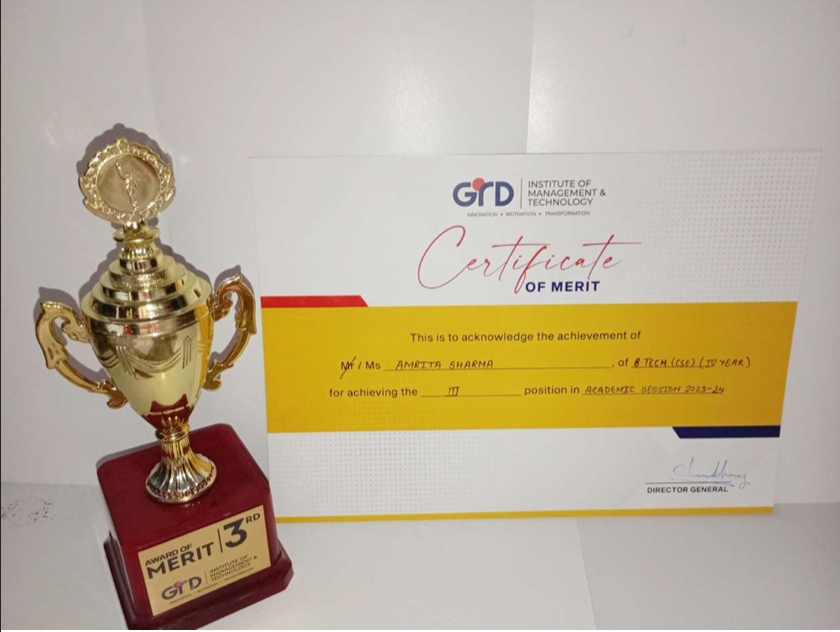 GRD INSTITUTE OF
MANAGEMENT &
TECHNOLOGY
INNOVATION • MOTIVATION • TRANSFORMATION
Certificate
OF MERIT
This is to acknowledge the achievement of
Mr / Ms AMRITA SHARMA, of B.TECH (CSE) (IV YEAR)
for achieving the III position in ACADEMIC SESSION 2023-24
DIRECTOR GENERAL
AWARD OF
MERIT 3RD
GRD INSTITUTE OF
MANAGEMENT &
TECHNOLOGY